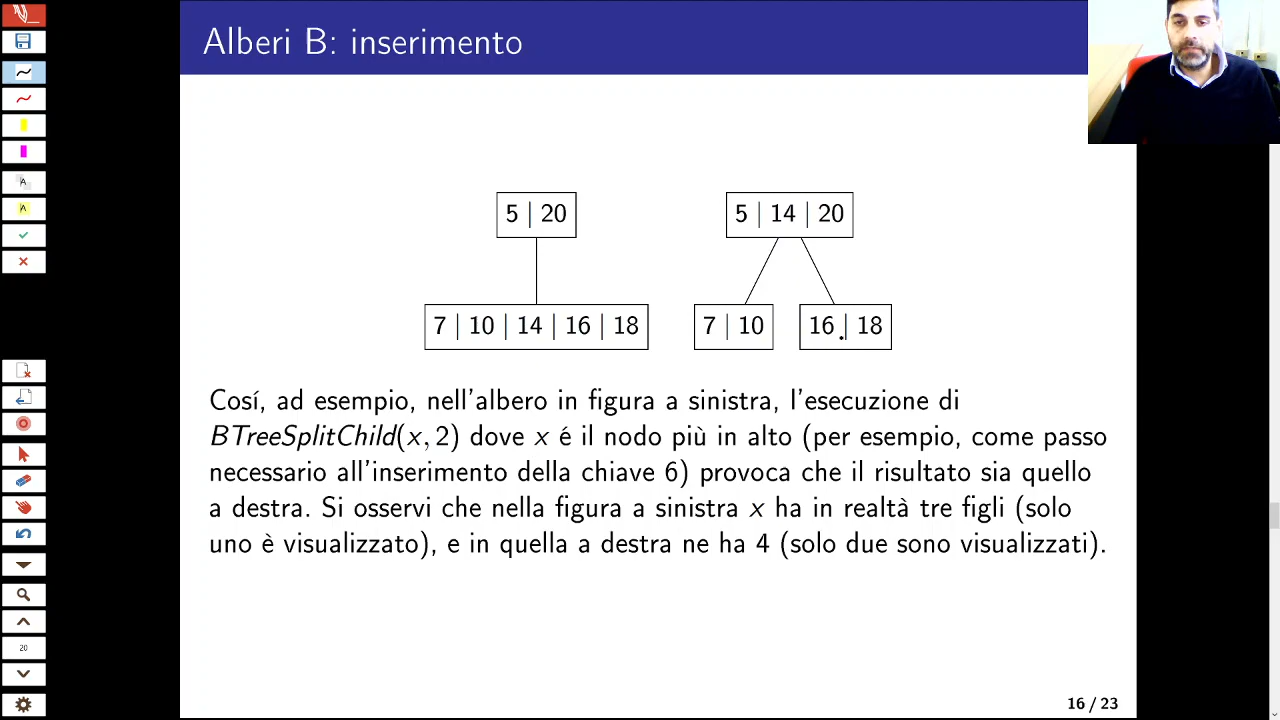 Alberi B: inserimento
5 | 20
5 | 14 | 20
7 | 10 | 14 | 16 | 18
7 | 10
16 | 18
Cosí, ad esempio, nell'albero in figura a sinistra, l'esecuzione di
BTreeSplitChild(x, 2) dove x é il nodo più in alto (per esempio, come passo
necessario all'inserimento della chiave 6) provoca che il risultato sia quello
a destra. Si osservi che nella figura a sinistra x ha in realtà tre figli (solo
uno è visualizzato), e in quella a destra ne ha 4 (solo due sono visualizzati).
20
16 / 23